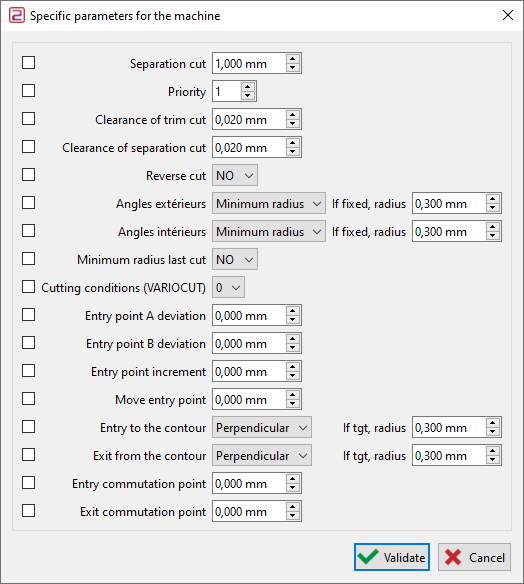 Specific parameters for the machine
Separation cut 1,000 mm
Priority 1
Clearance of trim cut 0,020 mm
Clearance of separation cut 0,020 mm
Reverse cut NO
Angles extérieurs Minimum radius If fixed, radius 0,300 mm
Angles intérieurs Minimum radius If fixed, radius 0,300 mm
Minimum radius last cut NO
Cutting conditions (VARIOCUT) 0
Entry point A deviation 0,000 mm
Entry point B deviation 0,000 mm
Entry point increment 0,000 mm
Move entry point 0,000 mm
Entry to the contour Perpendicular If tgt, radius 0,300 mm
Exit from the contour Perpendicular If tgt, radius 0,300 mm
Entry commutation point 0,000 mm
Exit commutation point 0,000 mm
Validate Cancel